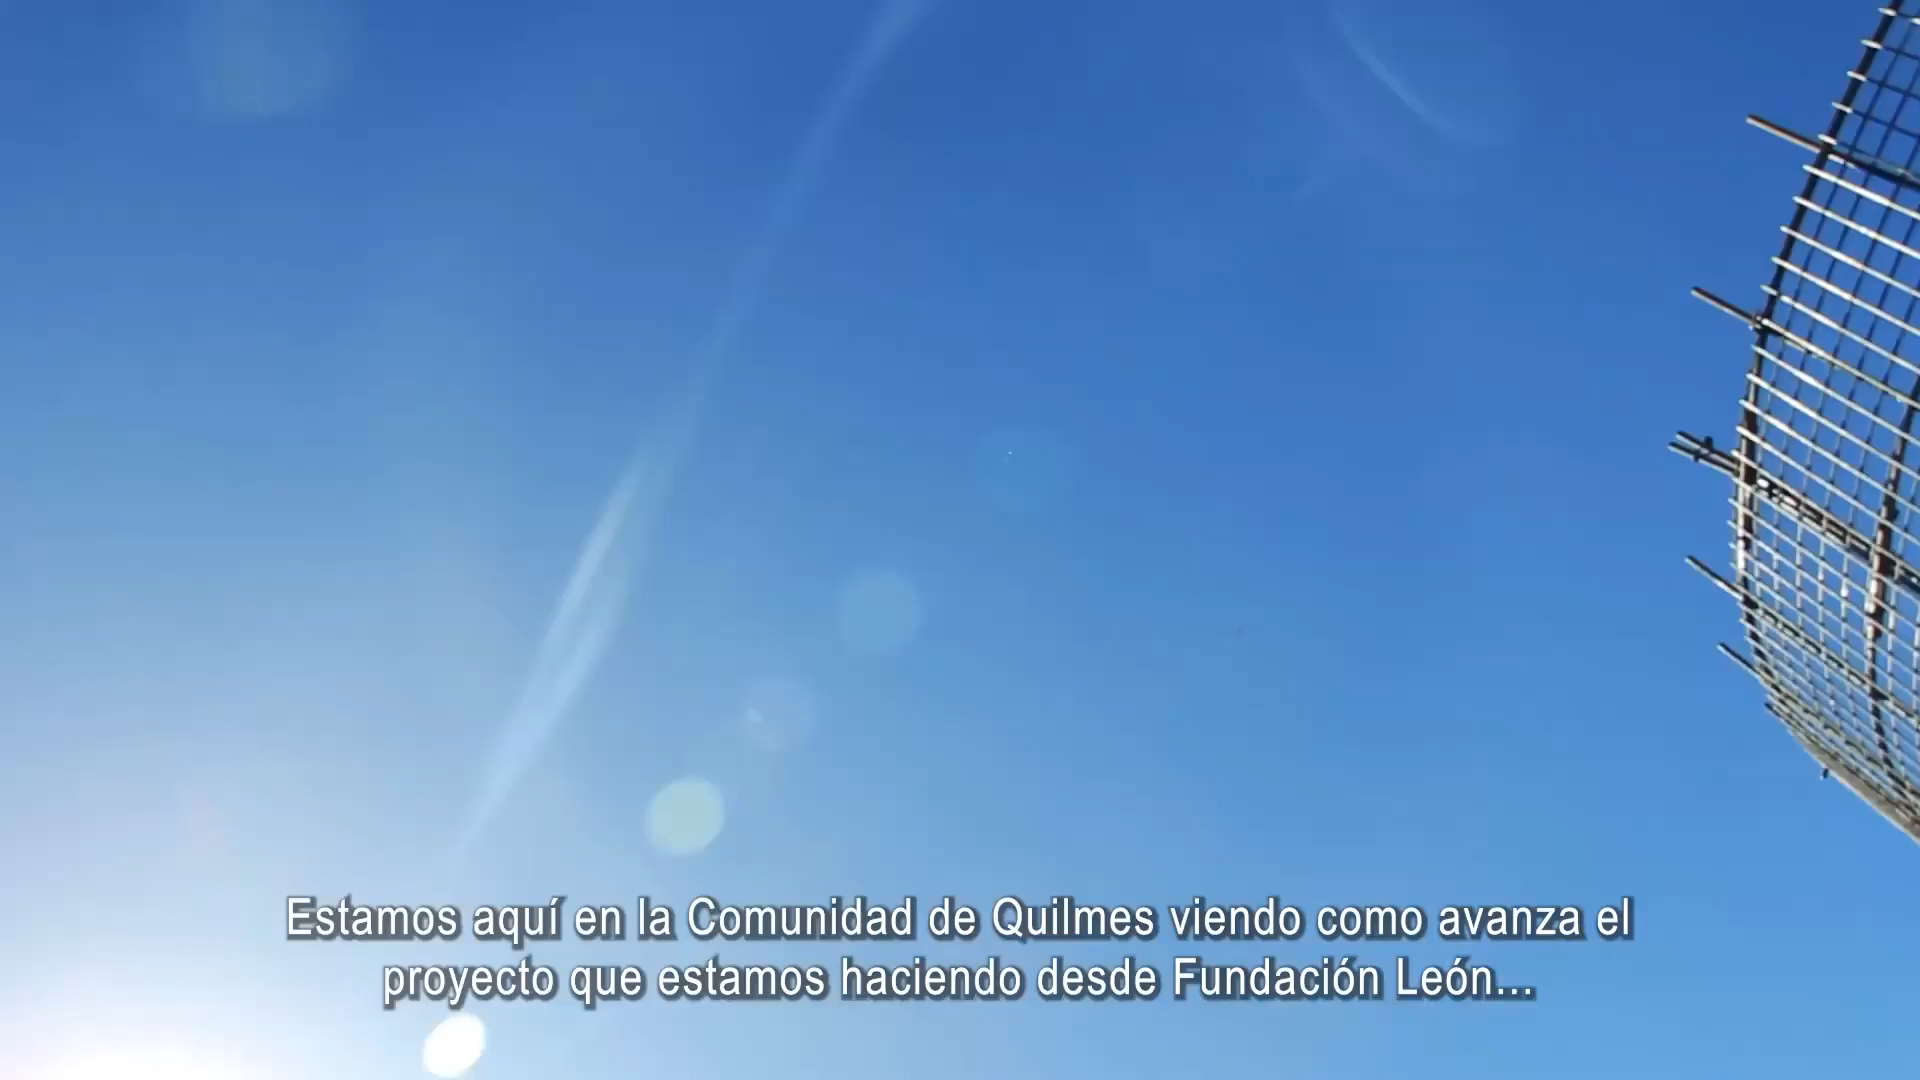 Estamos aquí en la Comunidad de Quilmes viendo como avanza el
proyecto que estamos haciendo desde Fundación León...